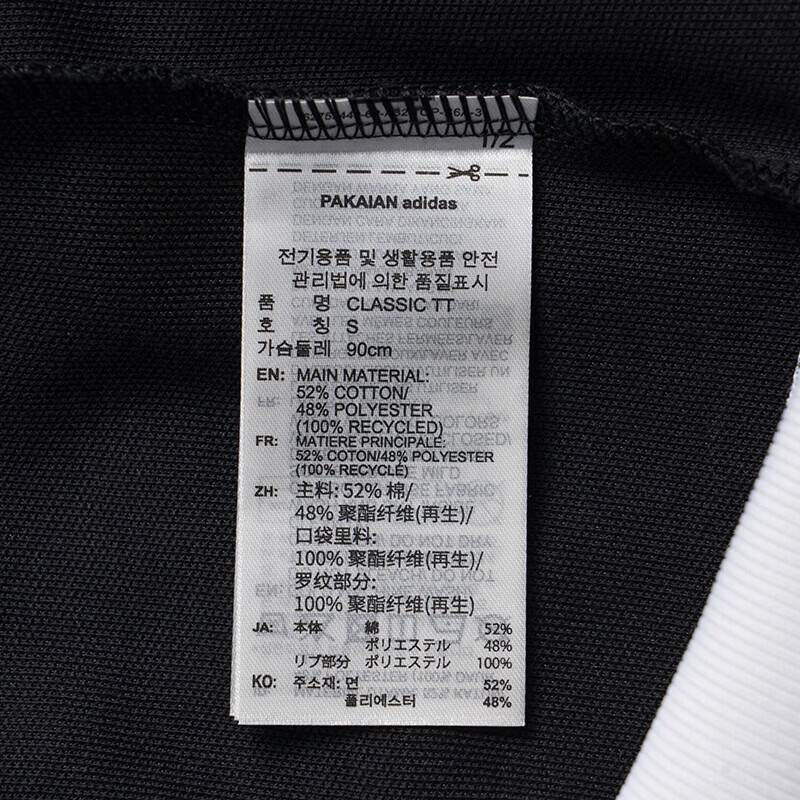 1/2
PAKAIAN adidas
전기용품 및 생활용품 안전
관리법에 의한 품질표시
품 명 CLASSIC TT
호 칭 S
가슴둘레 90cm
EN: MAIN MATERIAL:
52% COTTON/
48% POLYESTER
(100% RECYCLED)
FR: MATIERE PRINCIPALE:
52% COTON/48% POLYESTER
(100% RECYCLÉ)
ZH: 主料: 52% 棉/
48% 聚酯纤维(再生)/
口袋里料:
100% 聚酯纤维(再生)/
罗纹部分:
100% 聚酯纤维(再生)
JA: 本体 綿 52%
ポリエステル 48%
リブ部分 ポリエステル 100%
KO: 주소재: 면 52%
폴리에스터 48%